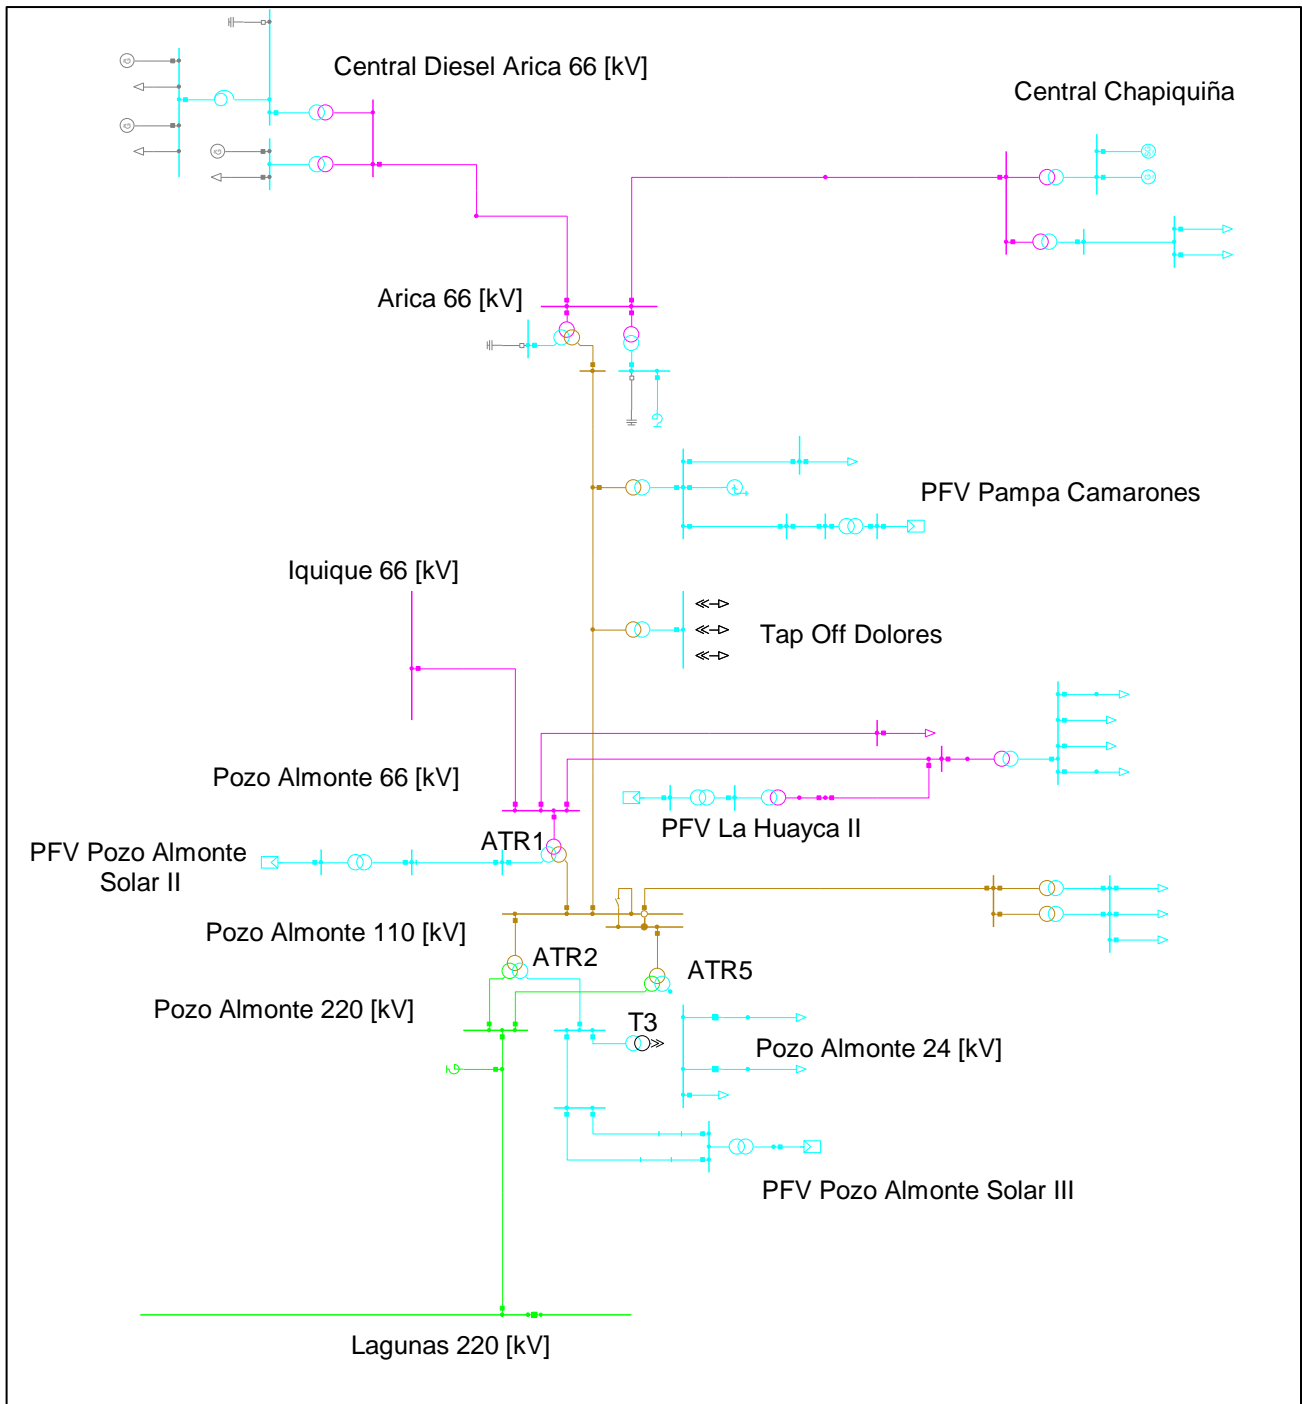 Central Diesel Arica 66 [kV]
Central Chapiquiña
Arica 66 [kV]
PFV Pampa Camarones
Iquique 66 [kV]
Tap Off Dolores
Pozo Almonte 66 [kV]
PFV La Huayca II
ATR1
PFV Pozo Almonte
Solar II
Pozo Almonte 110 [kV]
ATR2
ATR5
Pozo Almonte 220 [kV]
T3
Pozo Almonte 24 [kV]
PFV Pozo Almonte Solar III
Lagunas 220 [kV]